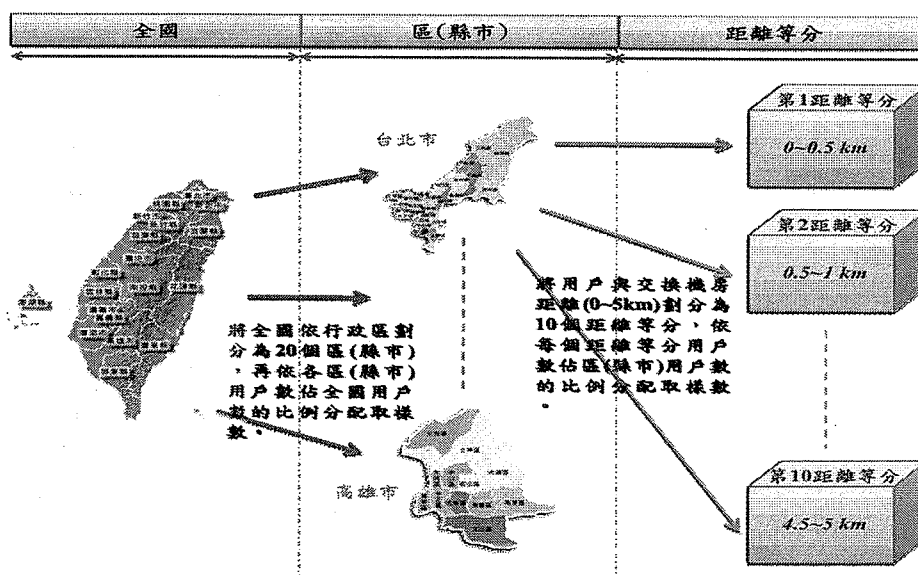 全國
區(縣市)
距離等分
台北市
高雄市
將全國依行政區劃
分為20個區(縣市)
，再依各區(縣市)
用戶數佔全國用戶
數的比例分配取樣
數。
將用戶與交換機房
距離(0~5km)劃分為
10個距離等分，依
每個距離等分用戶
數佔區(縣市)用戶數
的比例分配取樣數
。
第1距離等分
0~0.5 km
第2距離等分
0.5~1 km
第10距離等分
4.5~5 km